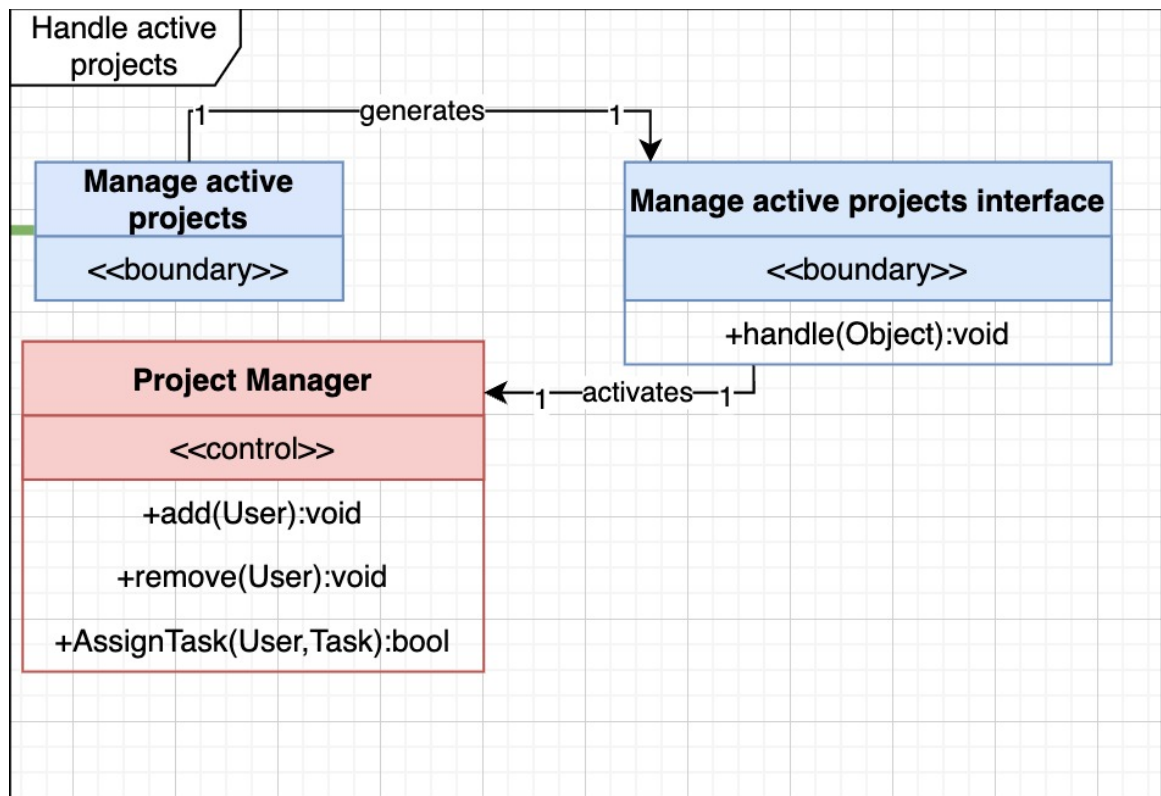 Handle active
projects
1 generates 1
Manage active
projects
<<boundary>>
Manage active projects interface
<<boundary>>
+handle(Object):void
1 activates 1
Project Manager
<<control>>
+add(User):void
+remove(User):void
+AssignTask(User,Task):bool